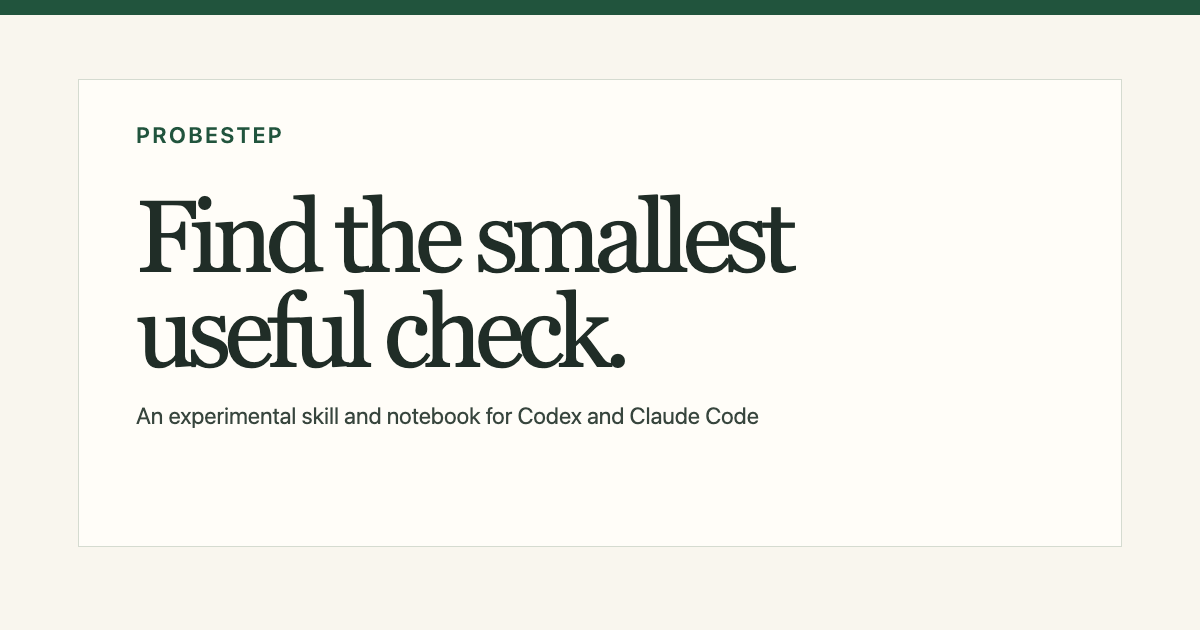 PROBESTEP
Find the smallest
useful check.
An experimental skill and notebook for Codex and Claude Code